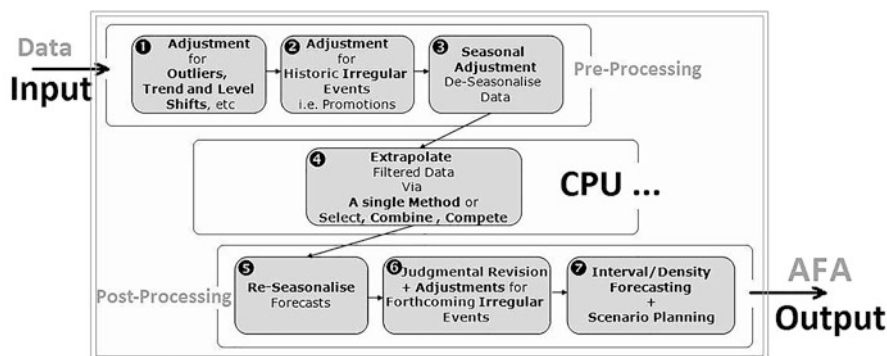 Data
Input
❶ Adjustment
for
Outliers,
Trend and Level
Shifts, etc
❷ Adjustment
for
Historic Irregular
Events
i.e. Promotions
❸ Seasonal
Adjustment
De-Seasonalise
Data
Pre-Processing
❹ Extrapolate
Filtered Data
Via
A single Method or
Select, Combine , Compete
CPU ...
Post-Processing
❺ Re-Seasonalise
Forecasts
❻ Judgmental Revision
+ Adjustments for
Forthcoming Irregular
Events
❼ Interval/Density
Forecasting
+
Scenario Planning
AFA
Output